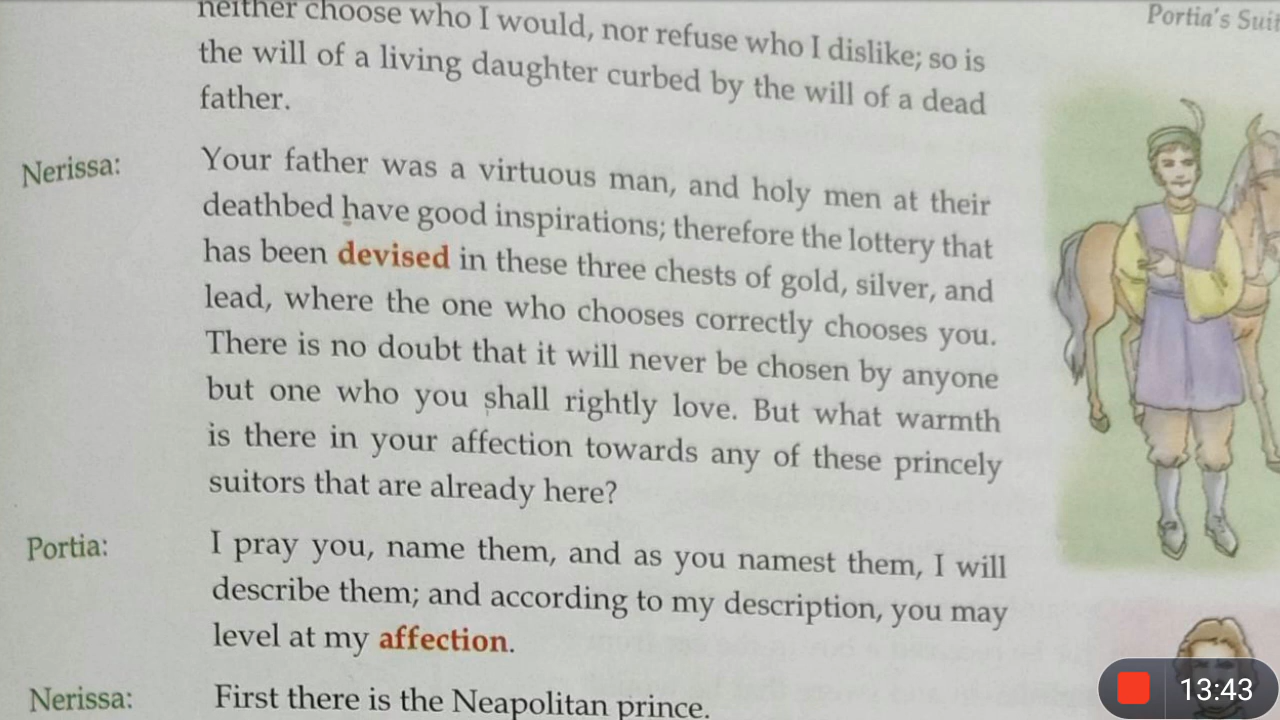 Portia's
neither choose who I would, nor refuse who I dislike; so is
the will of a living daughter curbed by the will of a dead
father.
Nerissa: Your father was a virtuous man, and holy men at their
deathbed have good inspirations; therefore the lottery that
has been devised in these three chests of gold, silver, and
lead, where the one who chooses correctly chooses you.
There is no doubt that it will never be chosen by anyone
but one who you shall rightly love. But what warmth
is there in your affection towards any of these princely
suitors that are already here?
Portia: I pray you, name them, and as you namest them, I will
describe them; and according to my description, you may
level at my affection.
Nerissa: First there is the Neapolitan prince.
13:43